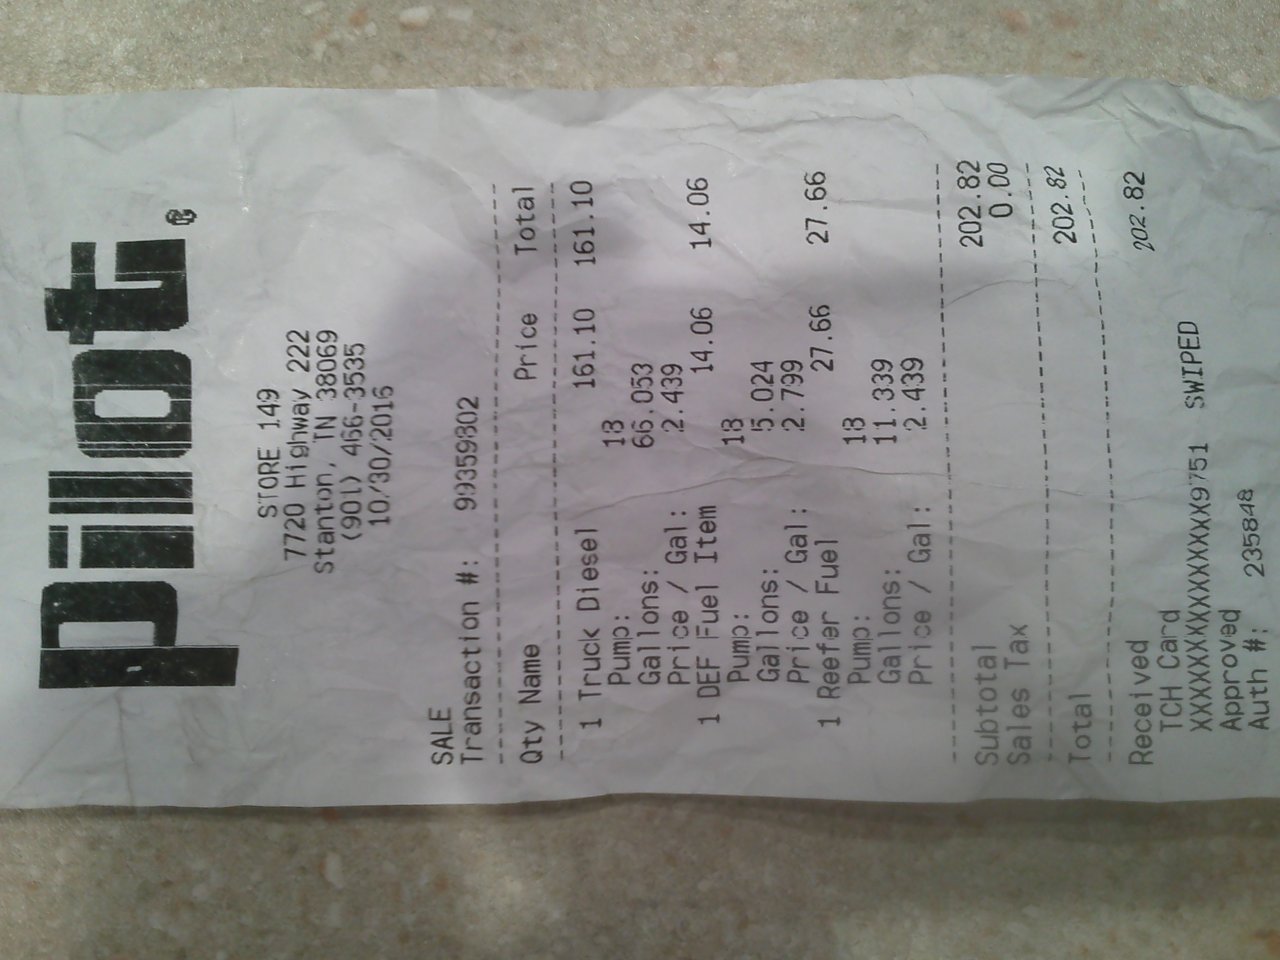 pilot®
STORE 149
7720 Highway 222
Stanton, TN 38069
(901) 466-3535
10/30/2016
SALE
Transaction #: 99359802
Qty Name Price Total
1 Truck Diesel 161.10 161.10
Pump: 18
Gallons: 66.053
Price / Gal: 2.439
1 DEF Fuel Item 14.06 14.06
Pump: 18
Gallons: 5.024
Price / Gal: 2.799
1 Reefer Fuel 27.66 27.66
Pump: 18
Gallons: 11.339
Price / Gal: 2.439
Subtotal 202.82
Sales Tax 0.00
Total 202.82
Received 202.82
TCH Card
XXXXXXXXXXXXXXX9751 SWIPED
Approved
Auth #: 235848